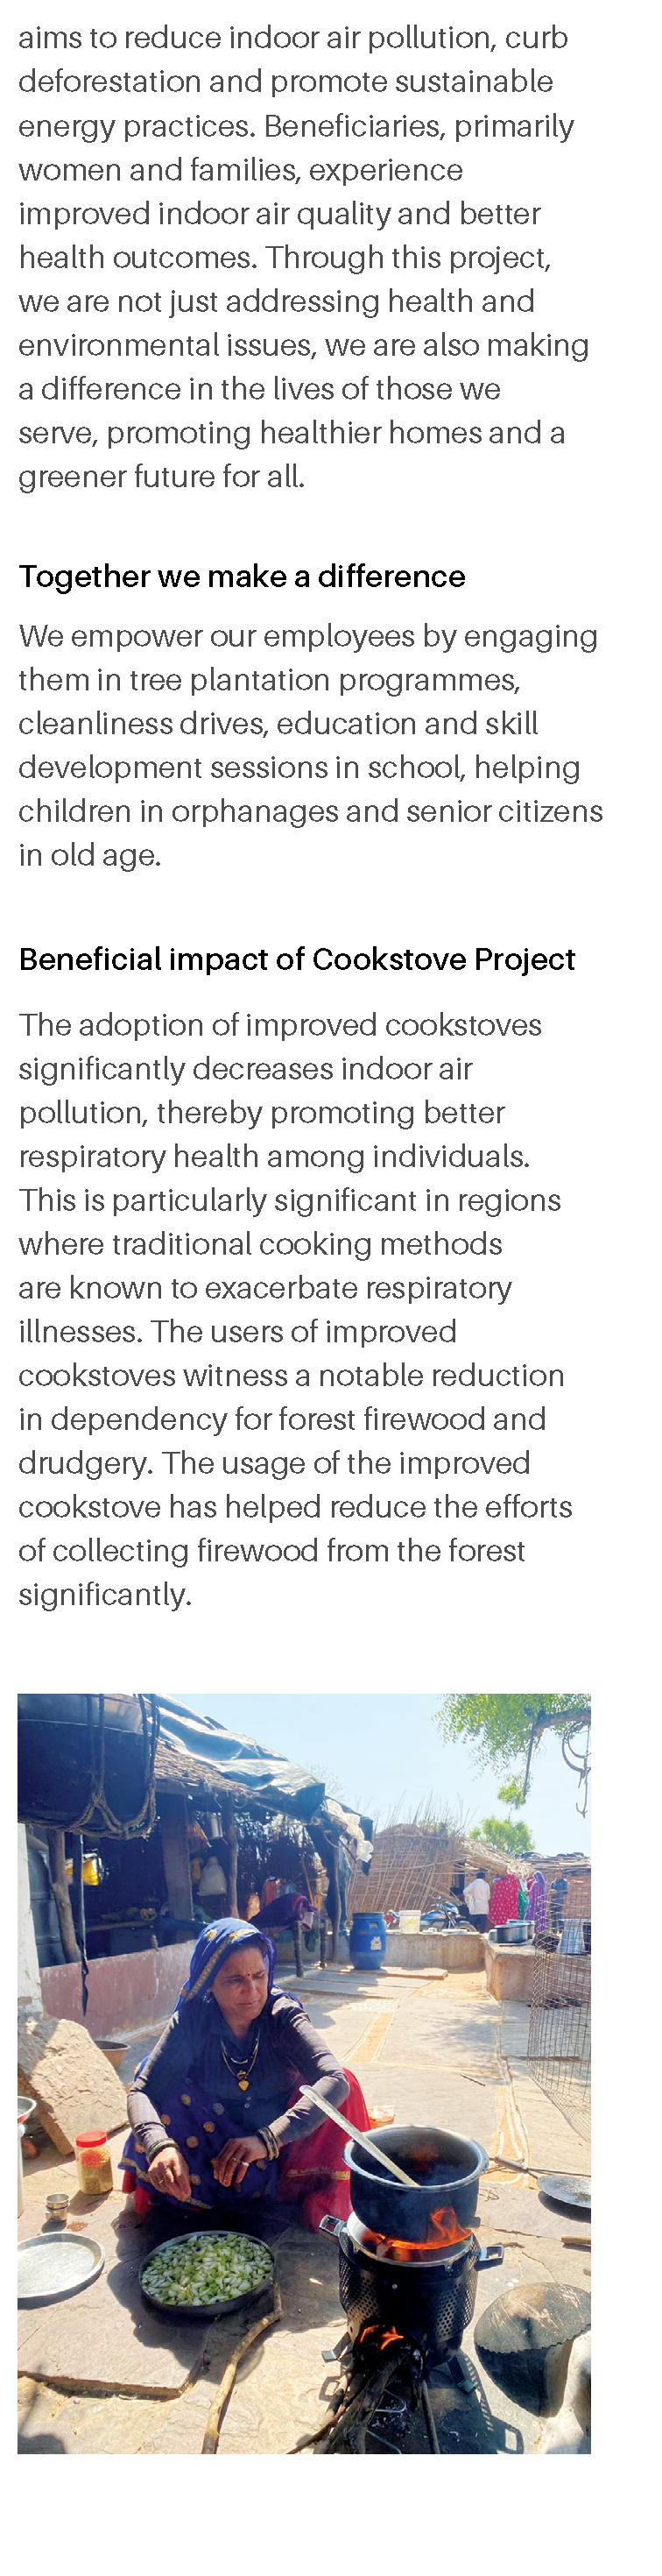 aims to reduce indoor air pollution, curb
deforestation and promote sustainable
energy practices. Beneficiaries, primarily
women and families, experience
improved indoor air quality and better
health outcomes. Through this project,
we are not just addressing health and
environmental issues, we are also making
a difference in the lives of those we
serve, promoting healthier homes and a
greener future for all.
Together we make a difference
We empower our employees by engaging
them in tree plantation programmes,
cleanliness drives, education and skill
development sessions in school, helping
children in orphanages and senior citizens
in old age.
Beneficial impact of Cookstove Project
The adoption of improved cookstoves
significantly decreases indoor air
pollution, thereby promoting better
respiratory health among individuals.
This is particularly significant in regions
where traditional cooking methods
are known to exacerbate respiratory
illnesses. The users of improved
cookstoves witness a notable reduction
in dependency for forest firewood and
drudgery. The usage of the improved
cookstove has helped reduce the efforts
of collecting firewood from the forest
significantly.